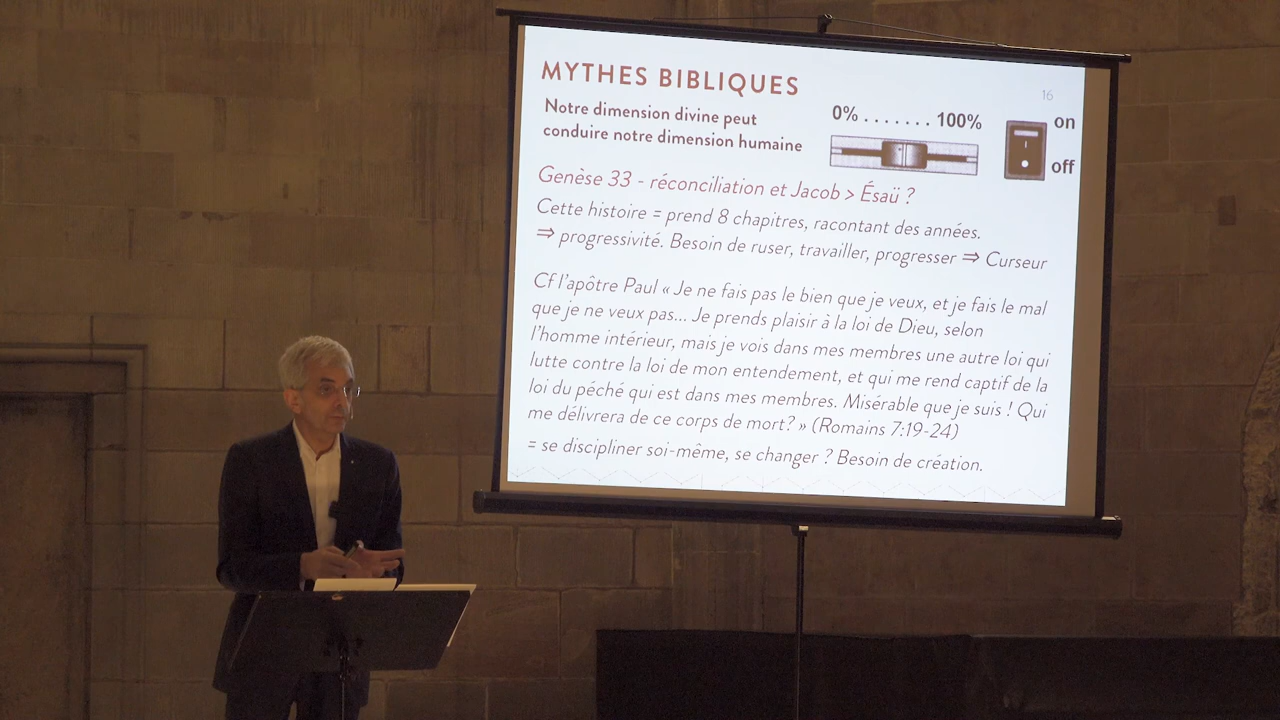 MYTHES BIBLIQUES
16
Notre dimension divine peut
conduire notre dimension humaine
0% . . . . . . . 100%
on
off
Genèse 33 - réconciliation et Jacob > Ésaü ?
Cette histoire = prend 8 chapitres, racontant des années.
⇒ progressivité. Besoin de ruser, travailler, progresser ⇒ Curseur
Cf l'apôtre Paul « Je ne fais pas le bien que je veux, et je fais le mal
que je ne veux pas... Je prends plaisir à la loi de Dieu, selon
l'homme intérieur, mais je vois dans mes membres une autre loi qui
lutte contre la loi de mon entendement, et qui me rend captif de la
loi du péché qui est dans mes membres. Misérable que je suis ! Qui
me délivrera de ce corps de mort? » (Romains 7:19-24)
= se discipliner soi-même, se changer ? Besoin de création.